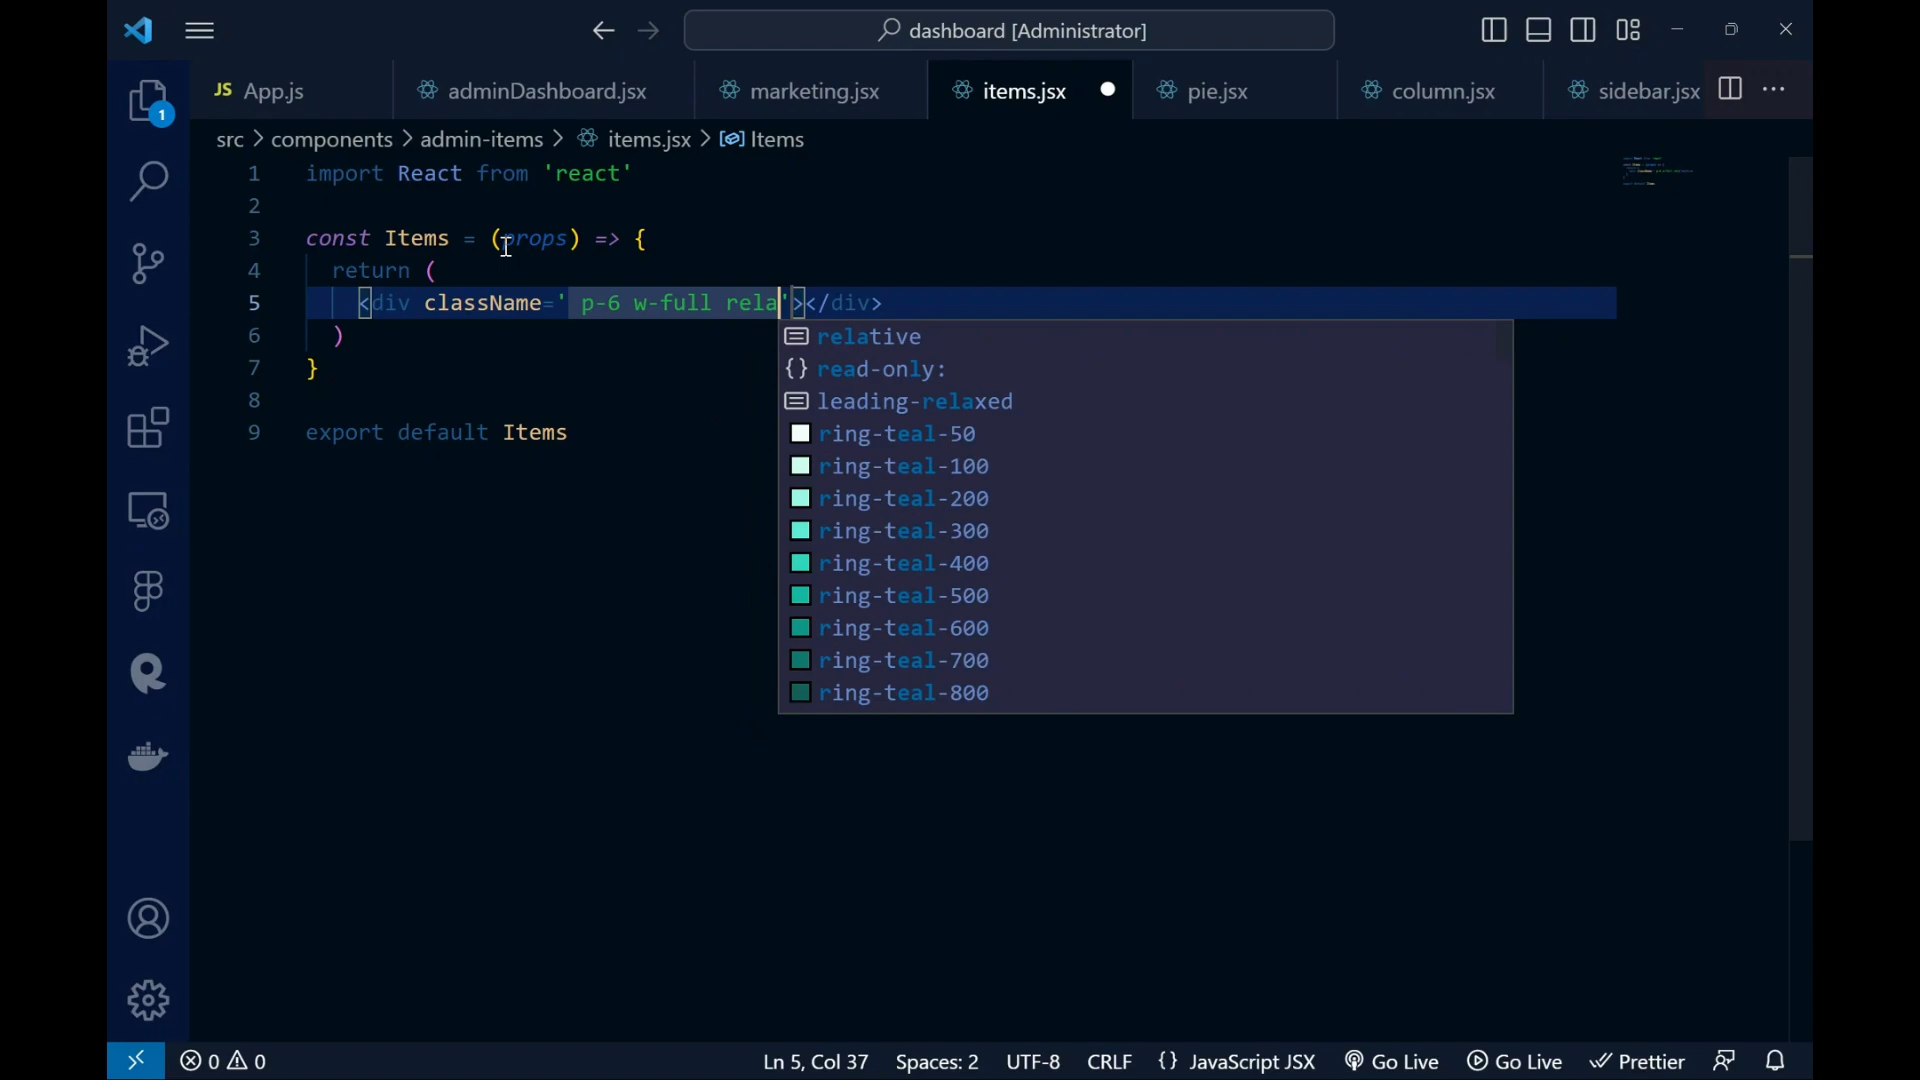 dashboard [Administrator]
JS App.js adminDashboard.jsx marketing.jsx items.jsx pie.jsx column.jsx sidebar.jsx
src > components > admin-items > items.jsx > Items
1
1 import React from 'react'
2
3 const Items = (props) => {
4 return (
5 <div className=' p-6 w-full rela'></div>
6 )
7 }
8
9 export default Items
relative
{} read-only:
leading-relaxed
ring-teal-50
ring-teal-100
ring-teal-200
ring-teal-300
ring-teal-400
ring-teal-500
ring-teal-600
ring-teal-700
ring-teal-800
0 0 Ln 5, Col 37 Spaces: 2 UTF-8 CRLF {} JavaScript JSX Go Live Go Live Prettier